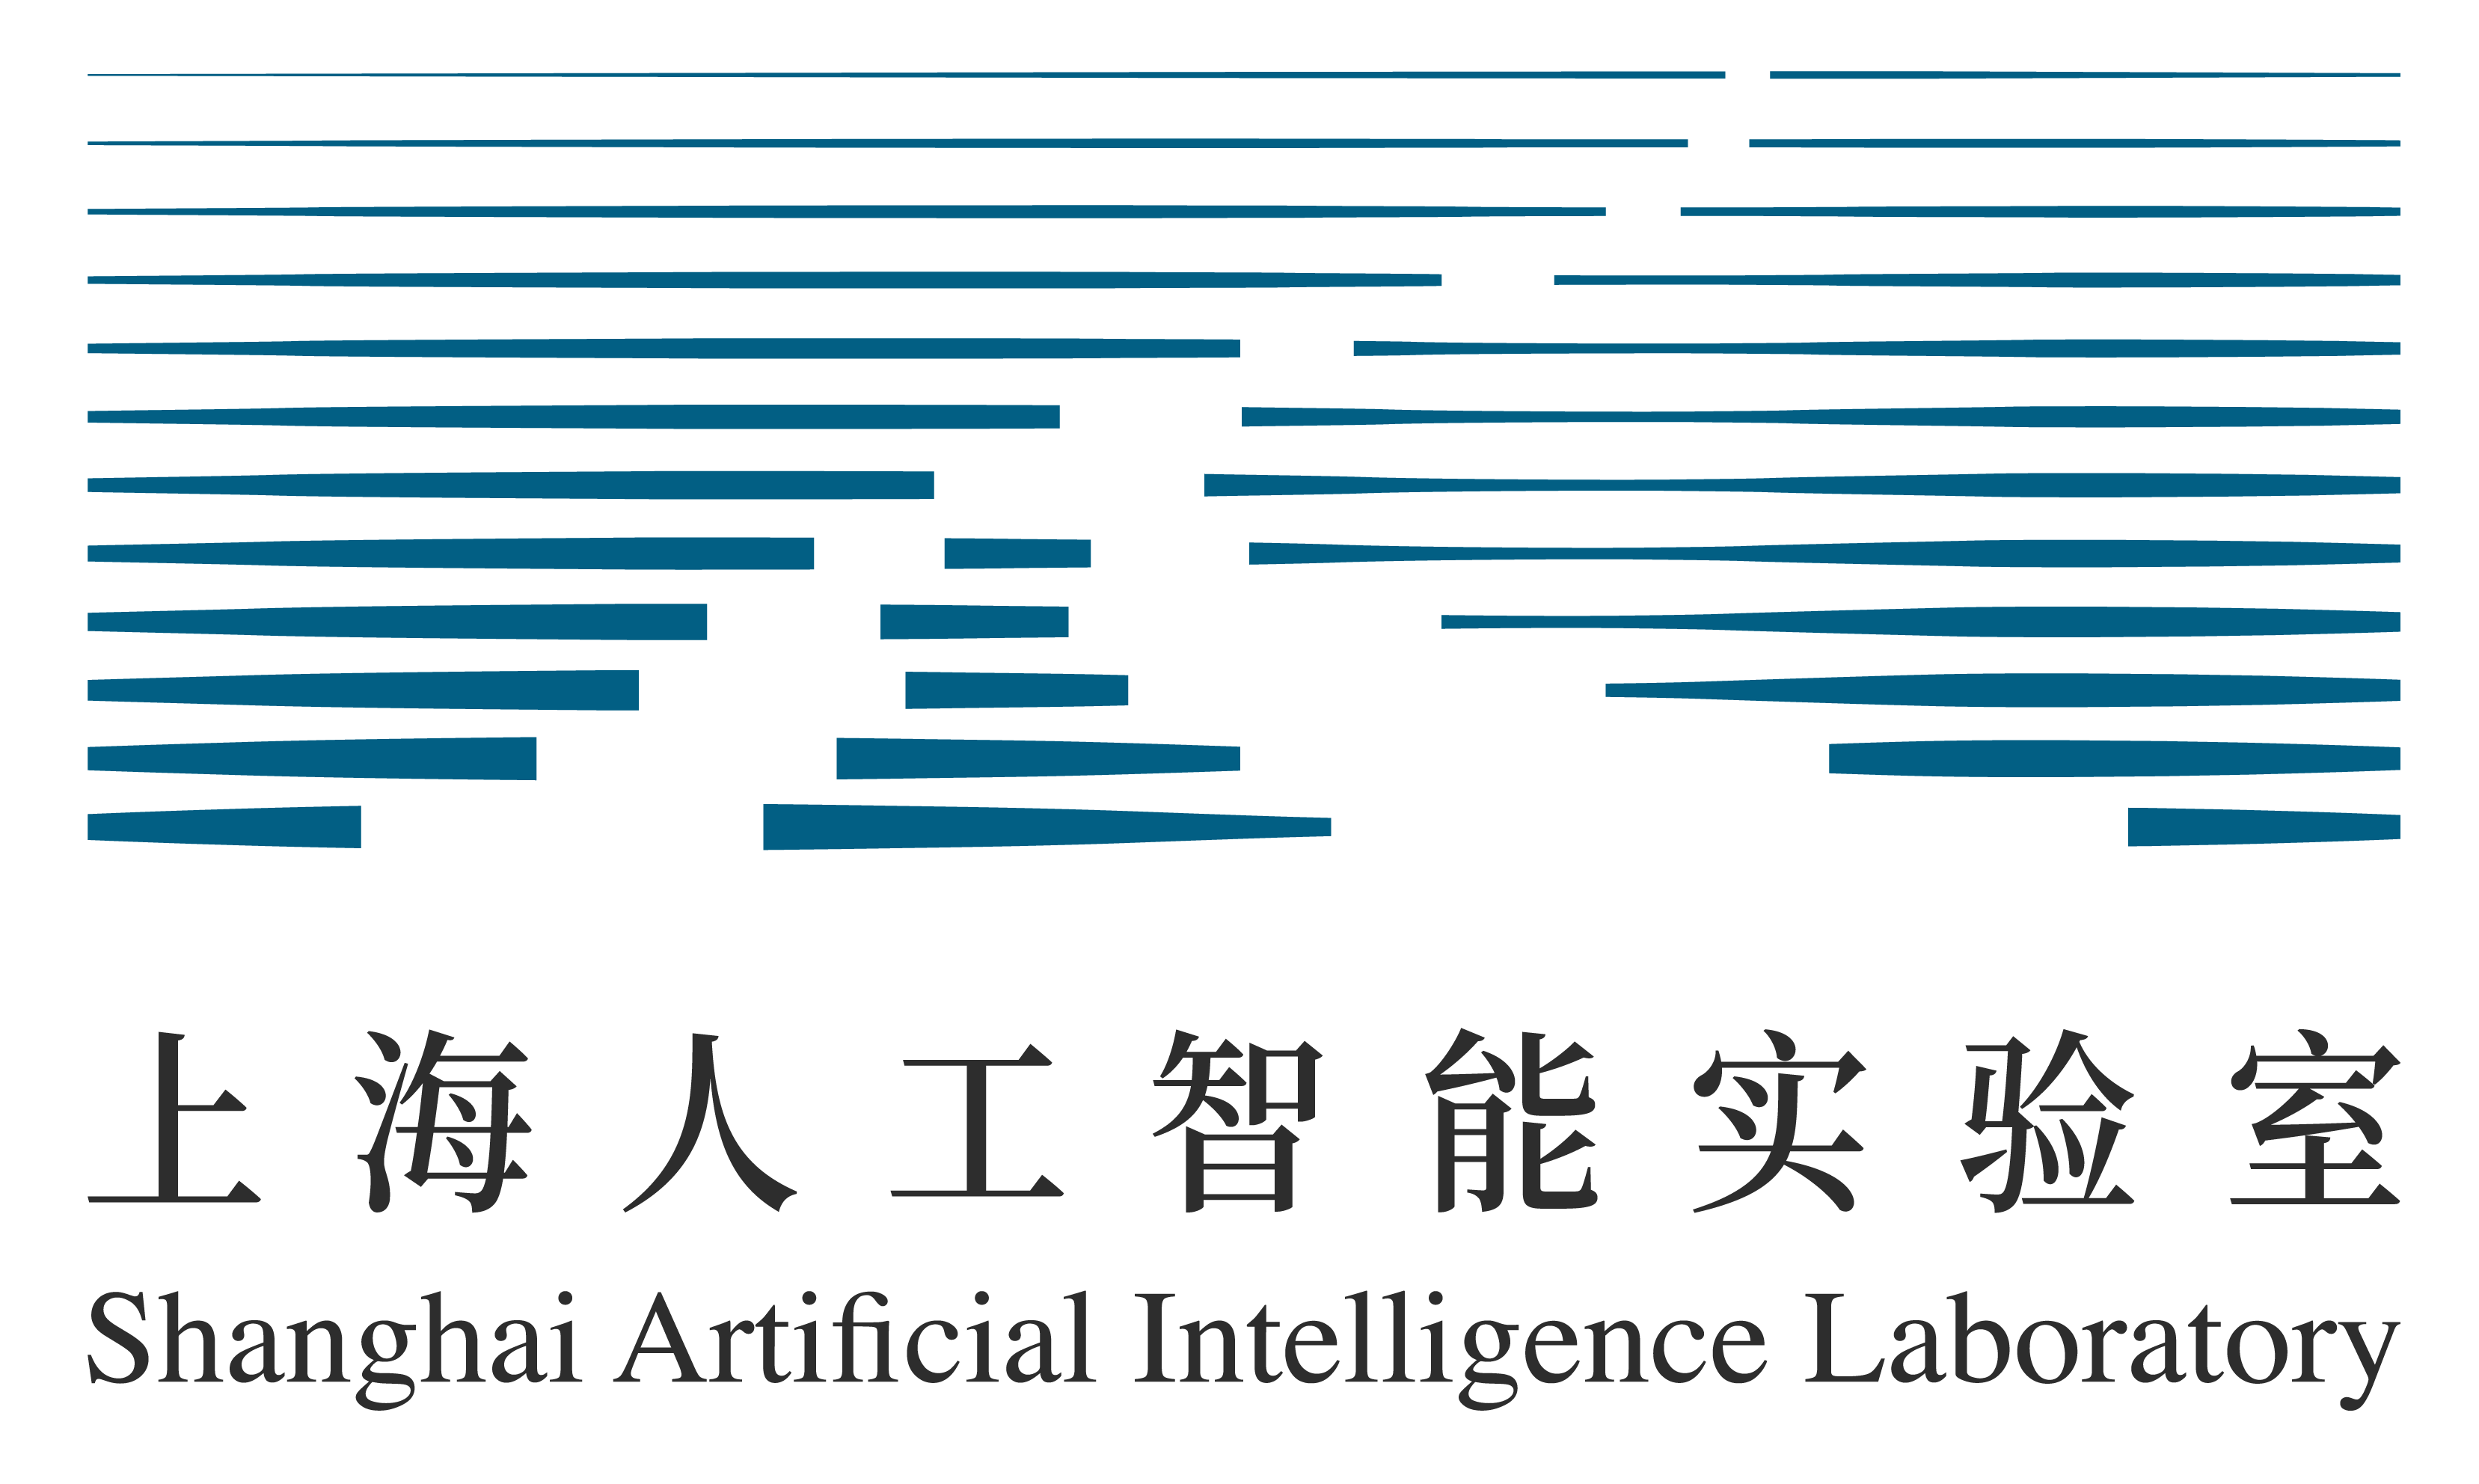 上海人工智能实验室
Shanghai Artificial Intelligence Laboratory